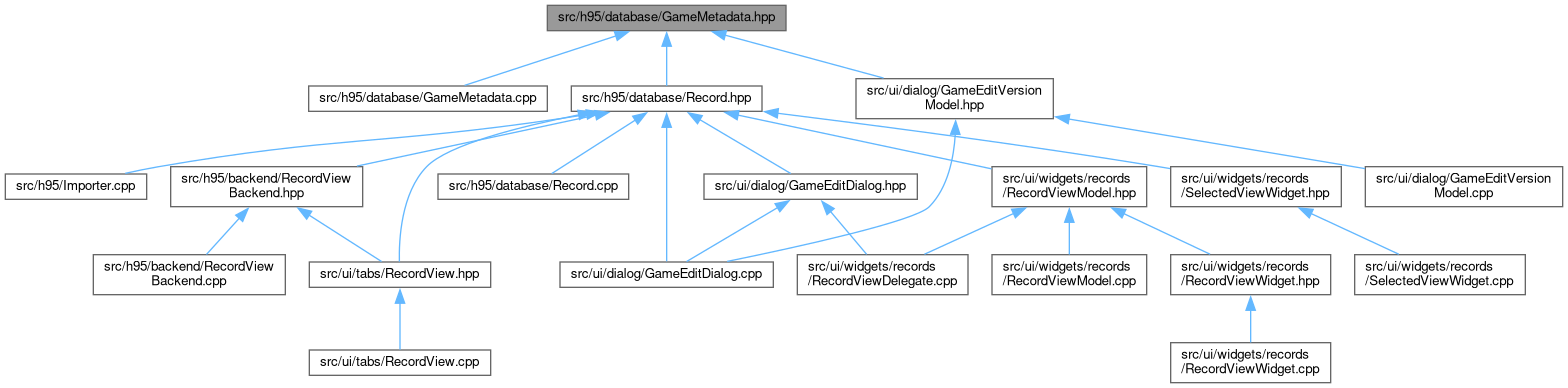 src/h95/database/GameMetadata.hpp
src/h95/database/GameMetadata.cpp
src/h95/database/Record.hpp
src/ui/dialog/GameEditVersion
Model.hpp
src/h95/Importer.cpp
src/h95/backend/RecordView
Backend.hpp
src/h95/database/Record.cpp
src/ui/dialog/GameEditDialog.hpp
src/ui/widgets/records
/RecordViewModel.hpp
src/ui/widgets/records
/SelectedViewWidget.hpp
src/ui/dialog/GameEditVersion
Model.cpp
src/h95/backend/RecordView
Backend.cpp
src/ui/tabs/RecordView.hpp
src/ui/dialog/GameEditDialog.cpp
src/ui/widgets/records
/RecordViewDelegate.cpp
src/ui/widgets/records
/RecordViewModel.cpp
src/ui/widgets/records
/RecordViewWidget.hpp
src/ui/widgets/records
/SelectedViewWidget.cpp
src/ui/tabs/RecordView.cpp
src/ui/widgets/records
/RecordViewWidget.cpp